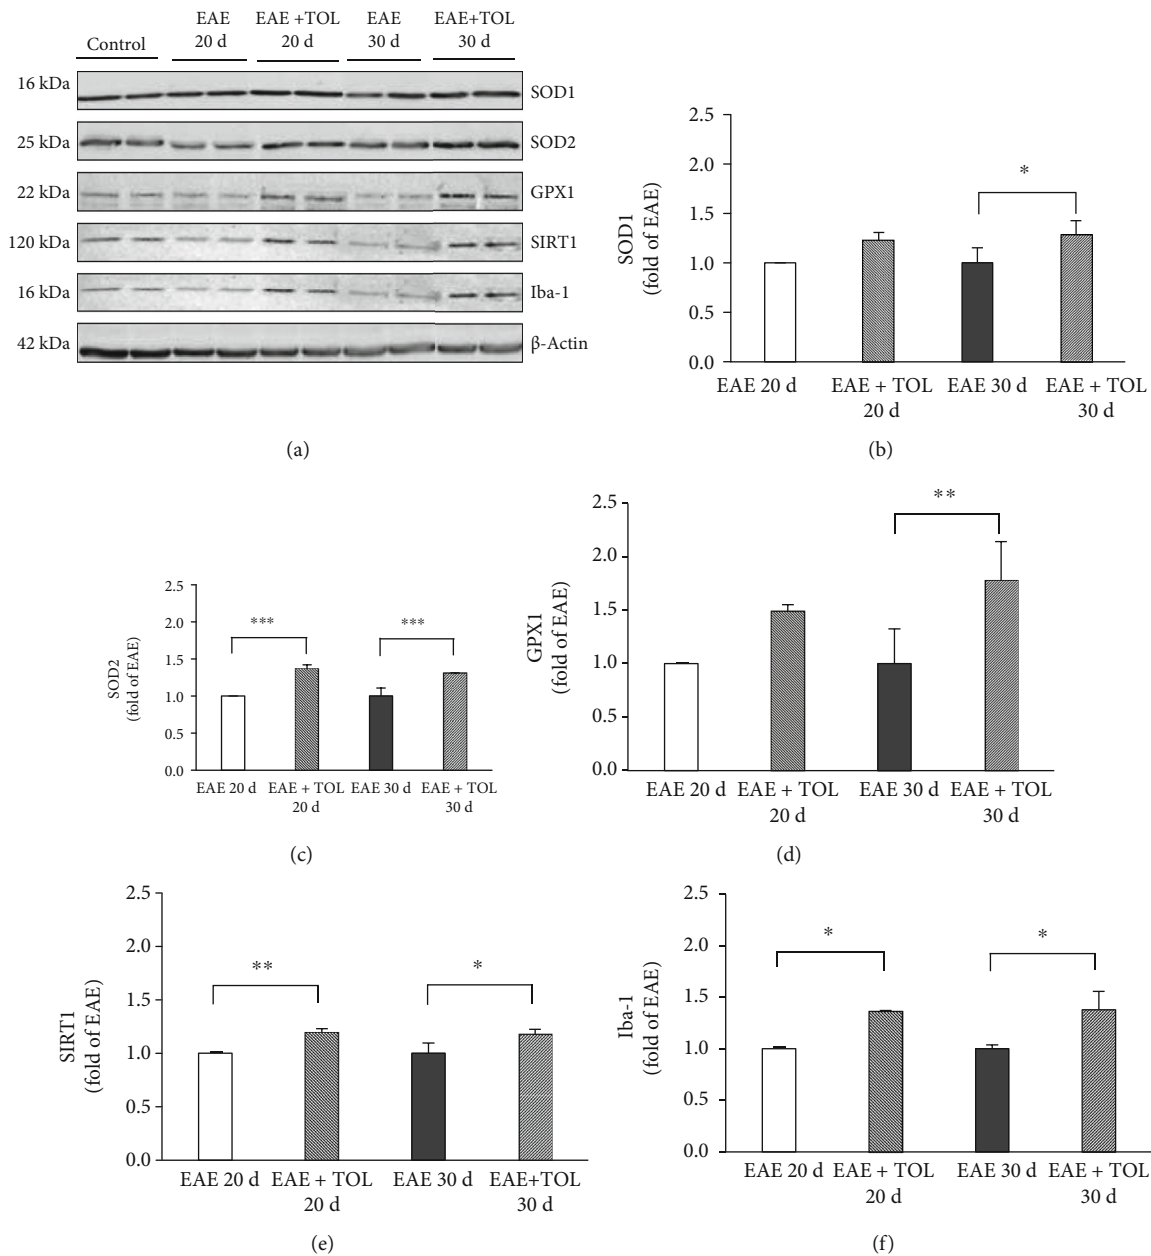 EAE EAE +TOL EAE EAE+TOL
Control 20 d 20 d 30 d 30 d
16 kDa SOD1
25 kDa SOD2
22 kDa GPX1
120 kDa SIRT1
16 kDa Iba-1
42 kDa β-Actin
(a)
SOD1
(fold of EAE)
2.5
2.0
1.5
1.0
0.5
0.0
*
EAE 20 d EAE + TOL EAE 30 d EAE + TOL
20 d 30 d
(b)
SOD2
(fold of EAE)
2.5
2.0
1.5
1.0
0.5
0.0
*** ***
EAE 20 d EAE + TOL EAE 30 d EAE + TOL
20 d 30 d
(c)
GPX1
(fold of EAE)
2.5
2.0
1.5
1.0
0.5
0.0
**
EAE 20 d EAE + TOL EAE 30 d EAE + TOL
20 d 30 d
(d)
SIRT1
(fold of EAE)
2.5
2.0
1.5
1.0
0.5
0.0
** *
EAE 20 d EAE + TOL EAE 30 d EAE+TOL
20 d 30 d
(e)
Iba-1
(fold of EAE)
2.5
2.0
1.5
1.0
0.5
0.0
* *
EAE 20 d EAE + TOL EAE 30 d EAE + TOL
20 d 30 d
(f)